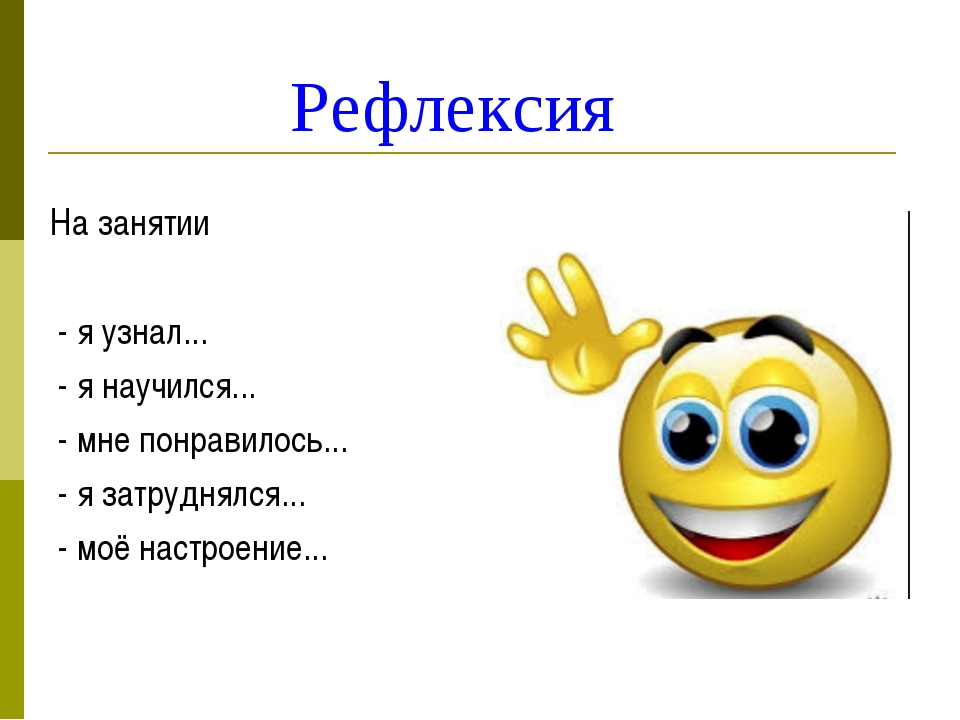 Рефлексия
На занятии
- я узнал...
- я научился...
- мне понравилось...
- я затруднялся...
- моё настроение...